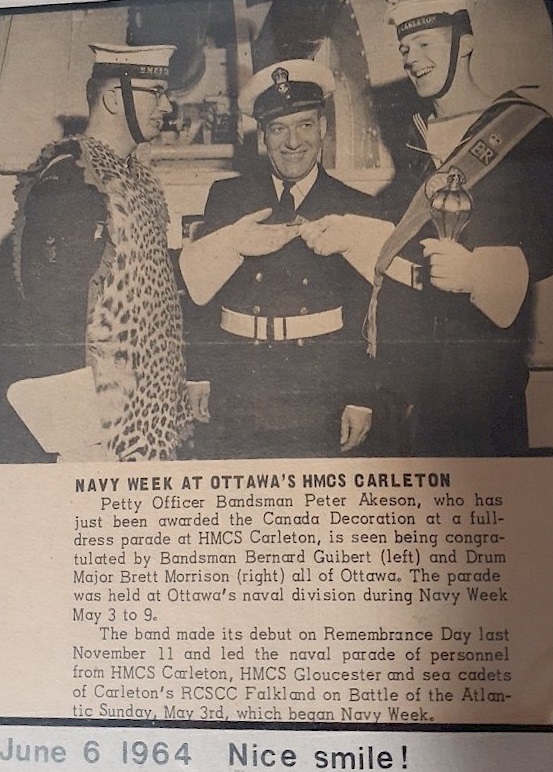 H.M.C.S.
CARLETON
ER
NAVY WEEK AT OTTAWA'S HMCS CARLETON
Petty Officer Bandsman Peter Akeson, who has
just been awarded the Canada Decoration at a full-
dress parade at HMCS Carleton, is seen being congra-
tulated by Bandsman Bernard Guibert (left) and Drum
Major Brett Morrison (right) all of Ottawa. The parade
was held at Ottawa's naval division during Navy Week
May 3 to 9.
The band made its debut on Remembrance Day last
November 11 and led the naval parade of personnel
from HMCS Carleton, HMCS Gloucester and sea cadets
of Carleton's RCSCC Falkland on Battle of the Atlan-
tic Sunday, May 3rd, which began Navy Week.
June 6 1964 Nice smile!